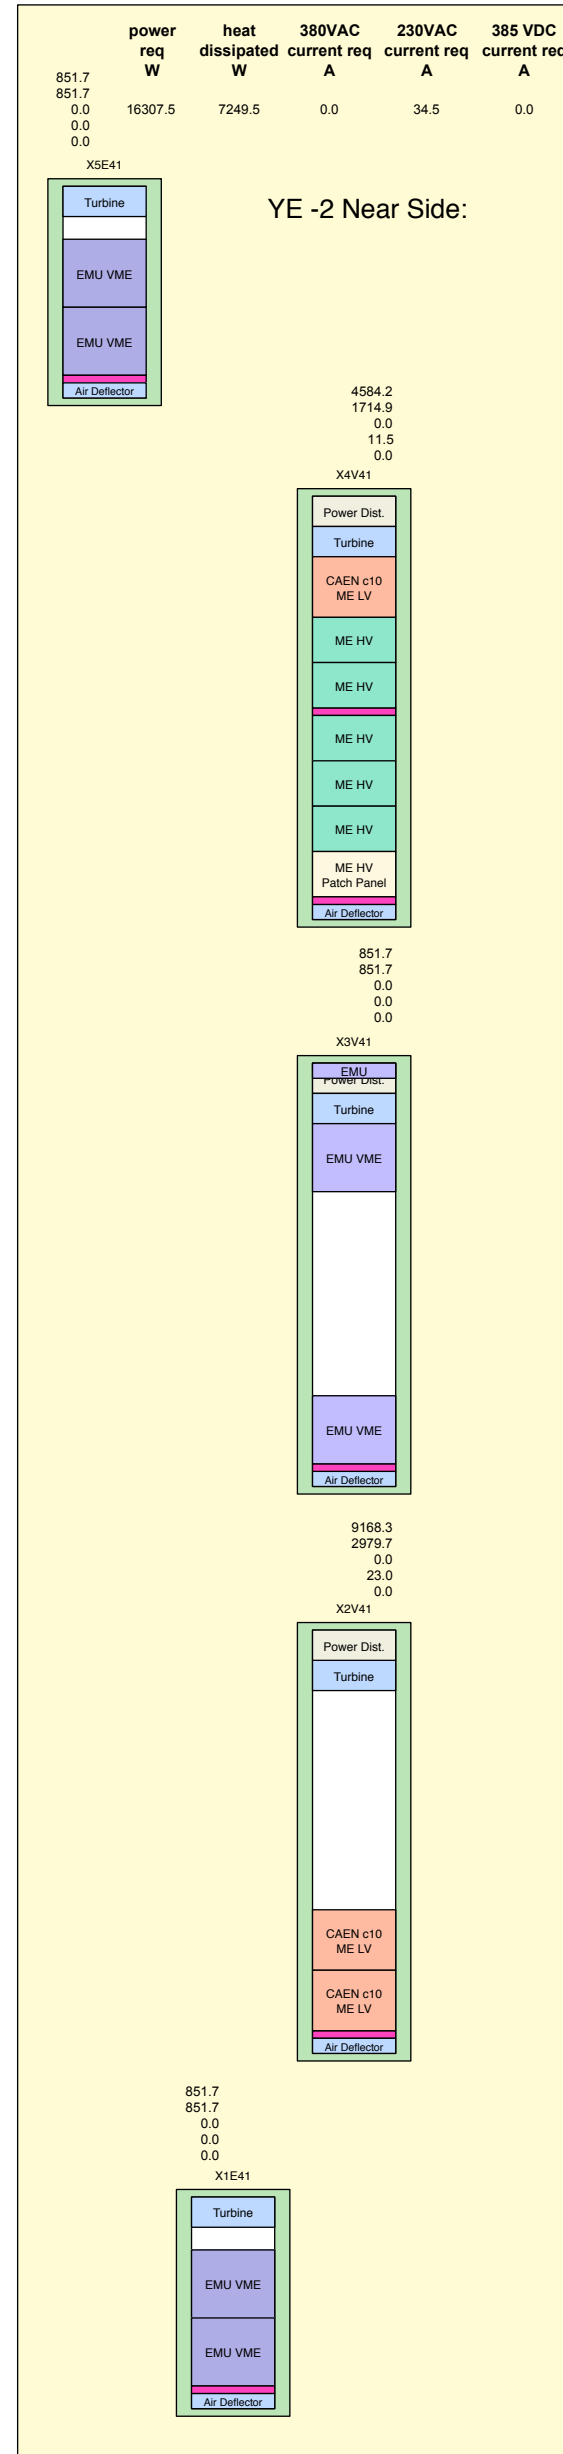 power heat 380VAC 230VAC 385 VDC
req dissipated current req current req current req
W W A A A
851.7
851.7
0.0 16307.5 7249.5 0.0 34.5 0.0
0.0
0.0
X5E41
YE -2 Near Side:
Turbine
EMU VME
EMU VME
Air Deflector
4584.2
1714.9
0.0
11.5
0.0
X4V41
Power Dist.
Turbine
CAEN c10
ME LV
ME HV
ME HV
ME HV
ME HV
ME HV
ME HV
Patch Panel
Air Deflector
851.7
851.7
0.0
0.0
0.0
X3V41
EMU
Power Dist.
Turbine
EMU VME
EMU VME
Air Deflector
9168.3
2979.7
0.0
23.0
0.0
X2V41
Power Dist.
Turbine
CAEN c10
ME LV
CAEN c10
ME LV
Air Deflector
851.7
851.7
0.0
0.0
0.0
X1E41
Turbine
EMU VME
EMU VME
Air Deflector